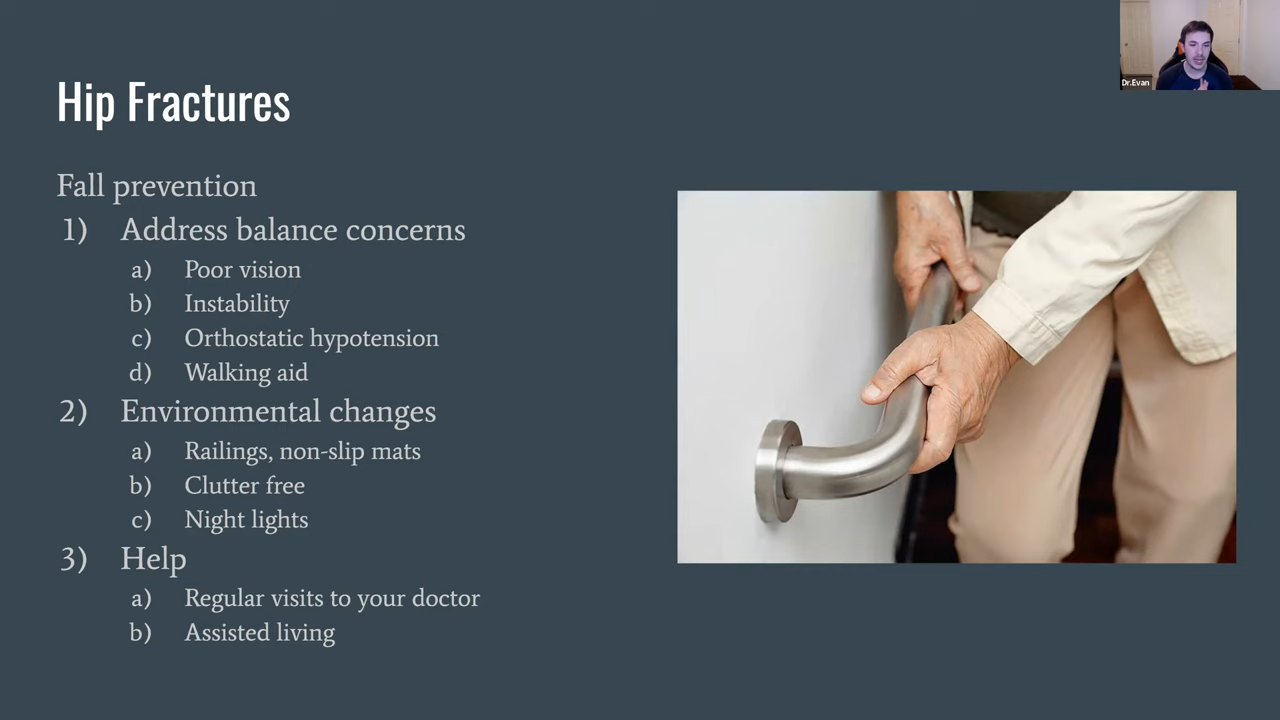 Hip Fractures
Fall prevention
1) Address balance concerns
a) Poor vision
b) Instability
c) Orthostatic hypotension
d) Walking aid
2) Environmental changes
a) Railings, non-slip mats
b) Clutter free
c) Night lights
3) Help
a) Regular visits to your doctor
b) Assisted living
Dr.Evan